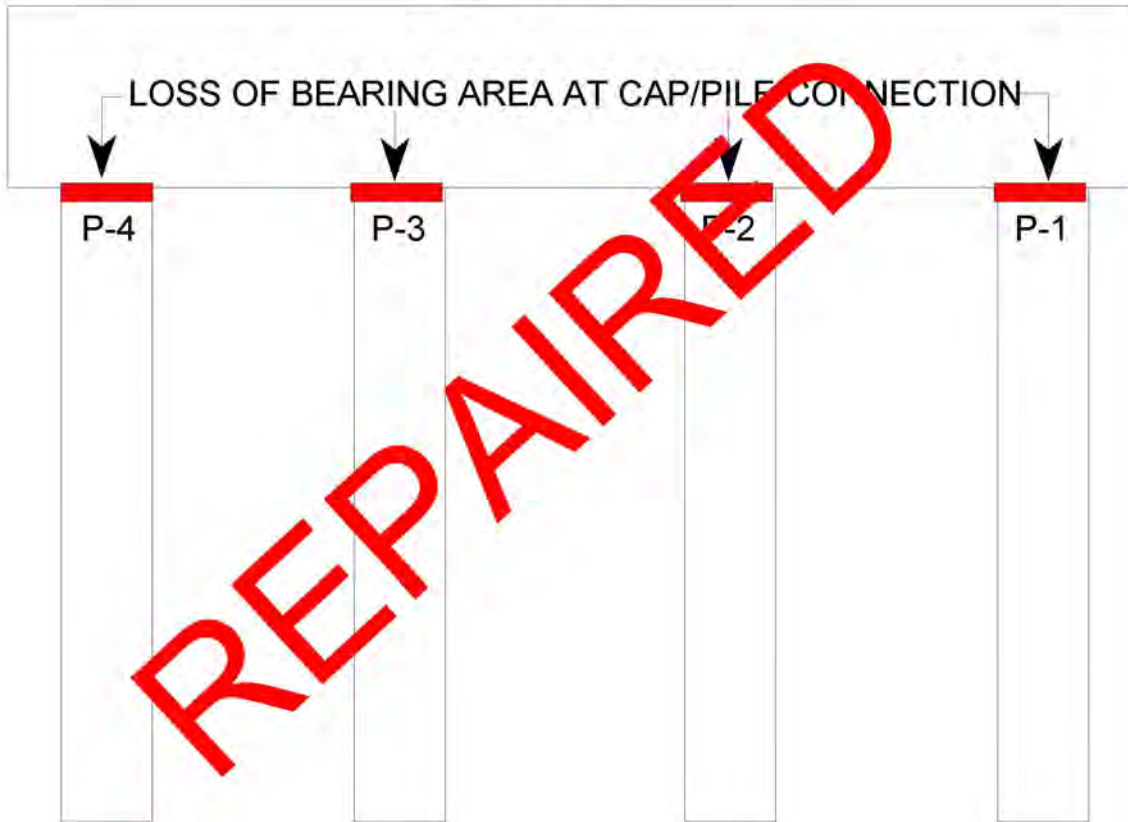 LOSS OF BEARING AREA AT CAP/PILE CONNECTION
P-4 P-3 P-2 P-1
REPAIRED